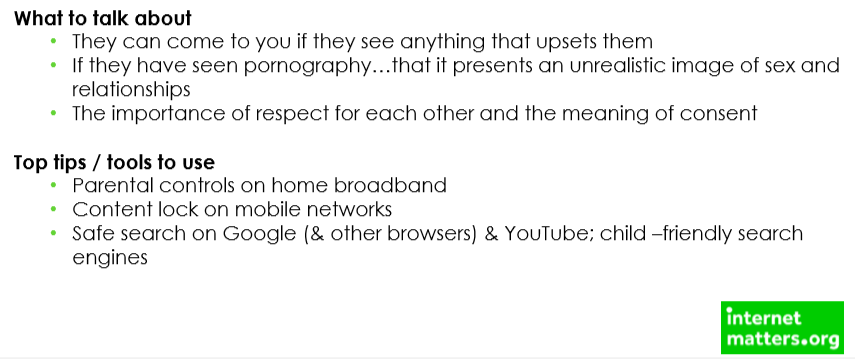 What to talk about
• They can come to you if they see anything that upsets them
• If they have seen pornography...that it presents an unrealistic image of sex and
relationships
• The importance of respect for each other and the meaning of consent
Top tips / tools to use
• Parental controls on home broadband
• Content lock on mobile networks
• Safe search on Google (& other browsers) & YouTube; child –friendly search
engines
internet
matters.org